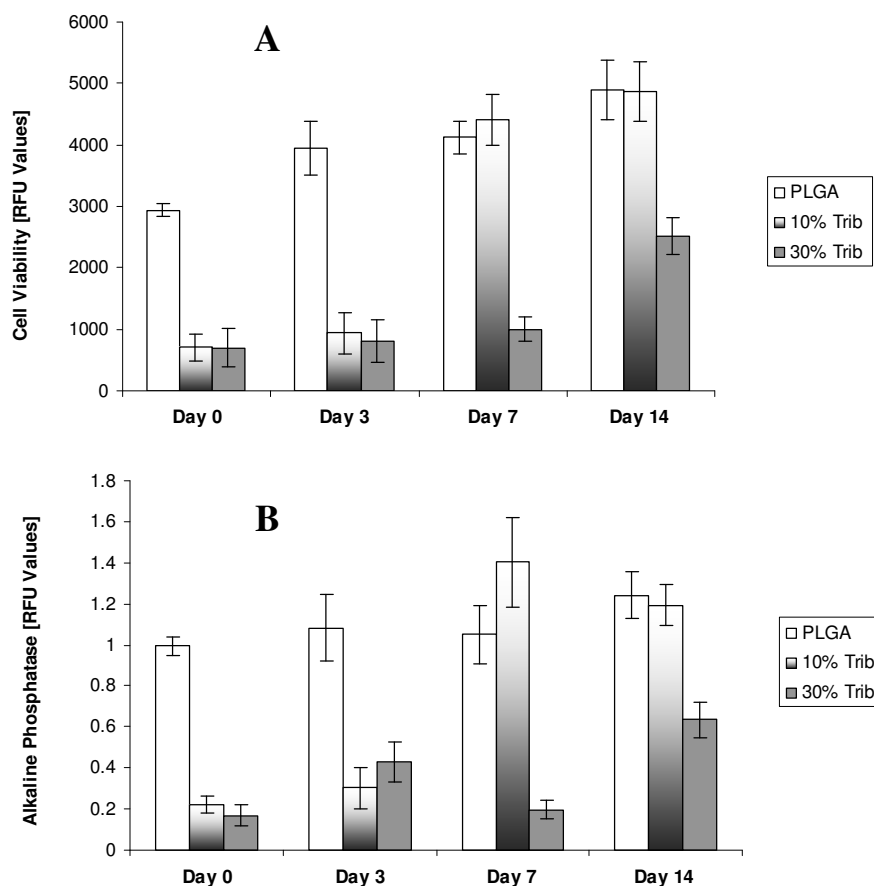 A
Cell Viability [RFU Values]
6000
5000
4000
3000
2000
1000
0
Day 0 Day 3 Day 7 Day 14
PLGA
10% Trib
30% Trib
B
Alkaline Phosphatase [RFU Values]
1.8
1.6
1.4
1.2
1
0.8
0.6
0.4
0.2
0
Day 0 Day 3 Day 7 Day 14
PLGA
10% Trib
30% Trib